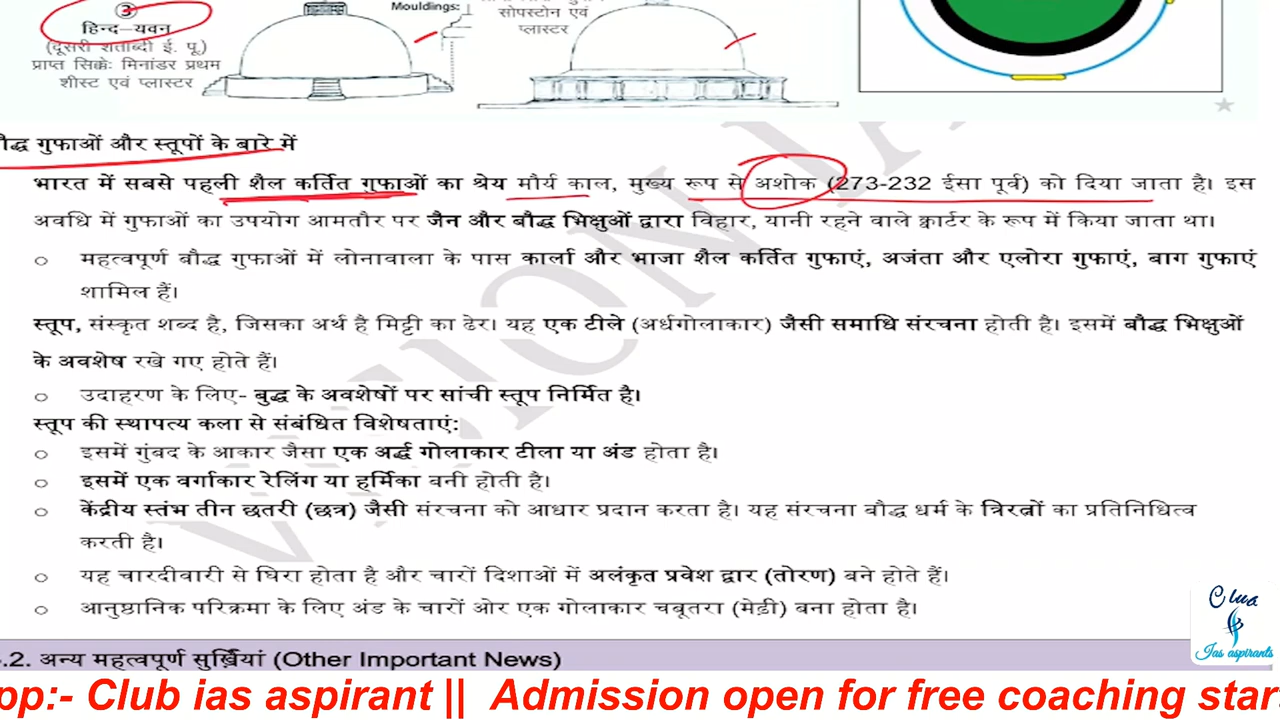 3
हिन्द-यवन
(दूसरी शताब्दी ई. पू.)
प्राप्त सिक्केः मिनांडर प्रथम
शीस्ट एवं प्लास्टर
Mouldings:
सोपस्टोन एवं
प्लास्टर
बौद्ध गुफाओं और स्तूपों के बारे में
भारत में सबसे पहली शैल कर्तित गुफाओं का श्रेय मौर्य काल, मुख्य रूप से अशोक (273-232 ईसा पूर्व) को दिया जाता है। इस
अवधि में गुफाओं का उपयोग आमतौर पर जैन और बौद्ध भिक्षुओं द्वारा विहार, यानी रहने वाले क्वार्टर के रूप में किया जाता था।
o महत्वपूर्ण बौद्ध गुफाओं में लोनावाला के पास कार्ला और भाजा शैल कर्तित गुफाएं, अजंता और एलोरा गुफाएं, बाग गुफाएं
शामिल हैं।
स्तूप, संस्कृत शब्द है, जिसका अर्थ है मिट्टी का ढेर। यह एक टीले (अर्धगोलाकार) जैसी समाधि संरचना होती है। इसमें बौद्ध भिक्षुओं
के अवशेष रखे गए होते हैं।
o उदाहरण के लिए- बुद्ध के अवशेषों पर सांची स्तूप निर्मित है।
स्तूप की स्थापत्य कला से संबंधित विशेषताएं:
o इसमें गुंबद के आकार जैसा एक अर्द्ध गोलाकार टीला या अंड होता है।
o इसमें एक वर्गाकार रेलिंग या हर्मिका बनी होती है।
o केंद्रीय स्तंभ तीन छतरी (छत्र) जैसी संरचना को आधार प्रदान करता है। यह संरचना बौद्ध धर्म के त्रिरत्नों का प्रतिनिधित्व
करती है।
o यह चारदीवारी से घिरा होता है और चारों दिशाओं में अलंकृत प्रवेश द्वार (तोरण) बने होते हैं।
o आनुष्ठानिक परिक्रमा के लिए अंड के चारों ओर एक गोलाकार चबूतरा (मेढ़ी) बना होता है।
.2. अन्य महत्वपूर्ण सुर्ख़ियां (Other Important News)
Club
Ias aspirants
pp:- Club ias aspirant || Admission open for free coaching star